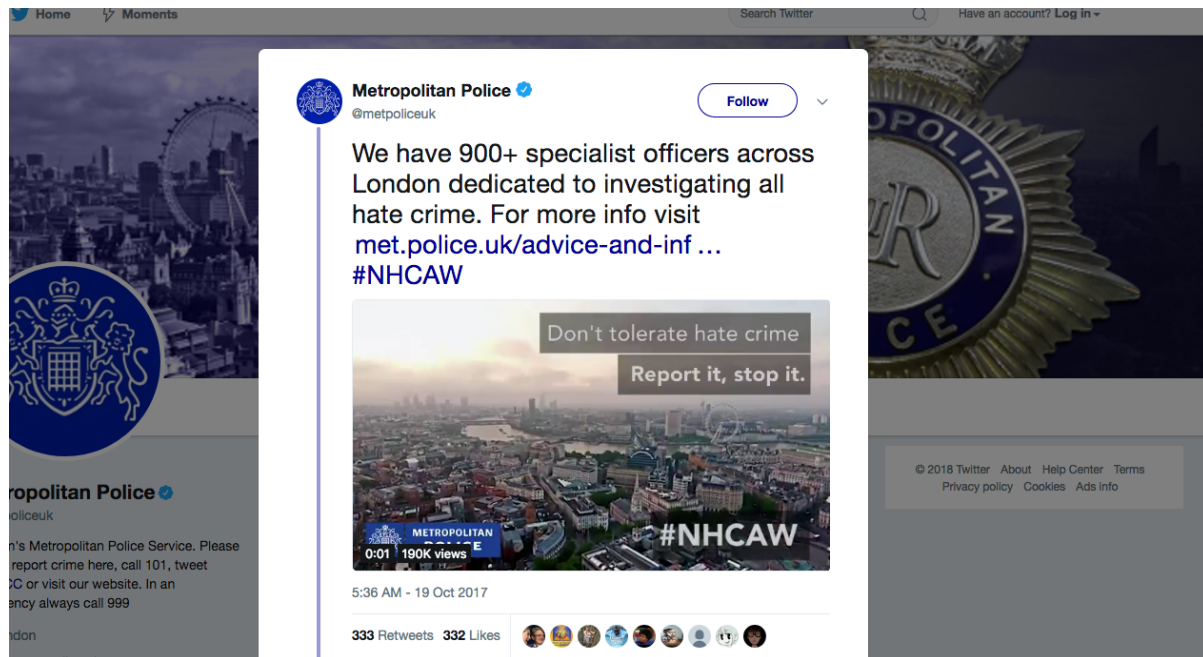 Home Moments
Search Twitter
Have an account? Log in
Metropolitan Police
@metpoliceuk
Follow
We have 900+ specialist officers across
London dedicated to investigating all
hate crime. For more info visit
met.police.uk/advice-and-inf …
#NHCAW
Don't tolerate hate crime
Report it, stop it.
METROPOLITAN
#NHCAW
0:01 190K views
5:36 AM - 19 Oct 2017
333 Retweets 332 Likes
OPOLITAN
R
CE
ropolitan Police
oliceuk
n's Metropolitan Police Service. Please
report crime here, call 101, tweet
CC or visit our website. In an
ency always call 999
ndon
© 2018 Twitter About Help Center Terms
Privacy policy Cookies Ads info